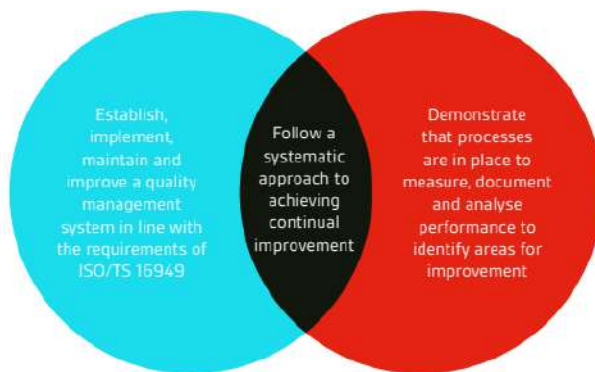 Establish,
implement,
maintain and
improve a quality
management
system in line with
the requirements of
ISO/TS 16949
Follow a
systematic
approach to
achieving
continual
improvement
Demonstrate
that processes
are in place to
measure, document
and analyse
performance to
identify areas for
improvement